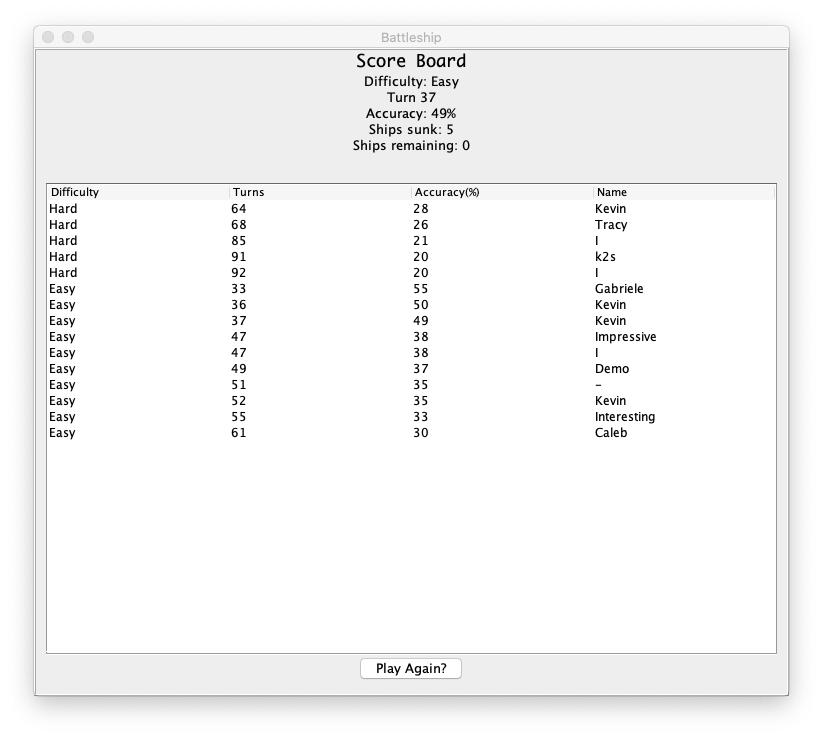 Battleship
Score Board
Difficulty: Easy
Turn 37
Accuracy: 49%
Ships sunk: 5
Ships remaining: 0
Difficulty Turns Accuracy(%) Name
Hard 64 28 Kevin
Hard 68 26 Tracy
Hard 85 21 I
Hard 91 20 k2s
Hard 92 20 I
Easy 33 55 Gabriele
Easy 36 50 Kevin
Easy 37 49 Kevin
Easy 47 38 Impressive
Easy 47 38 I
Easy 49 37 Demo
Easy 51 35 -
Easy 52 35 Kevin
Easy 55 33 Interesting
Easy 61 30 Caleb
Play Again?